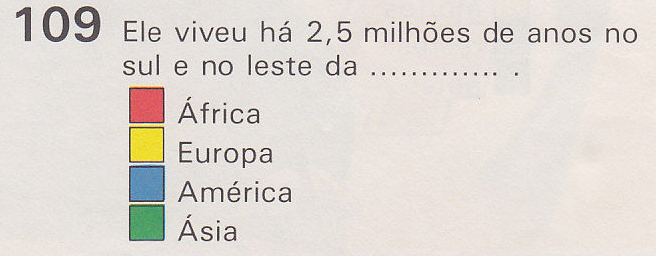 109 Ele viveu há 2,5 milhões de anos no
sul e no leste da ............. .
África
Europa
América
Ásia